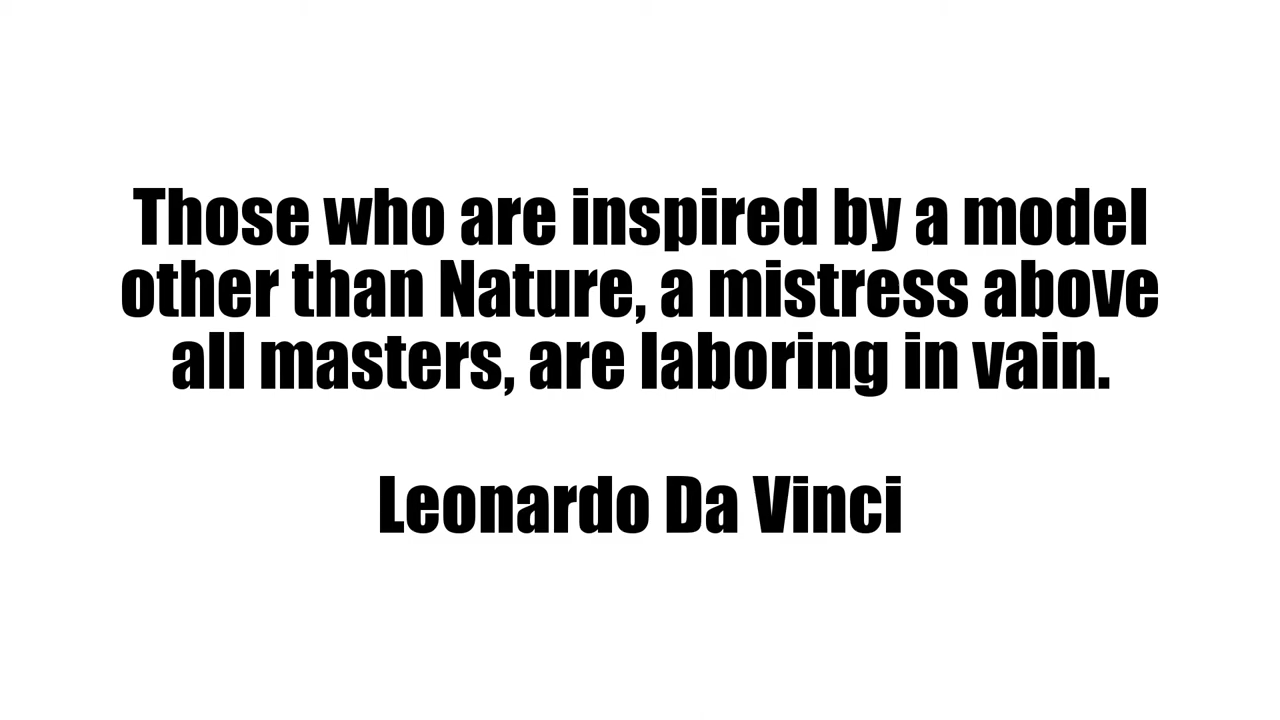 Those who are inspired by a model
other than Nature, a mistress above
all masters, are laboring in vain.
Leonardo Da Vinci